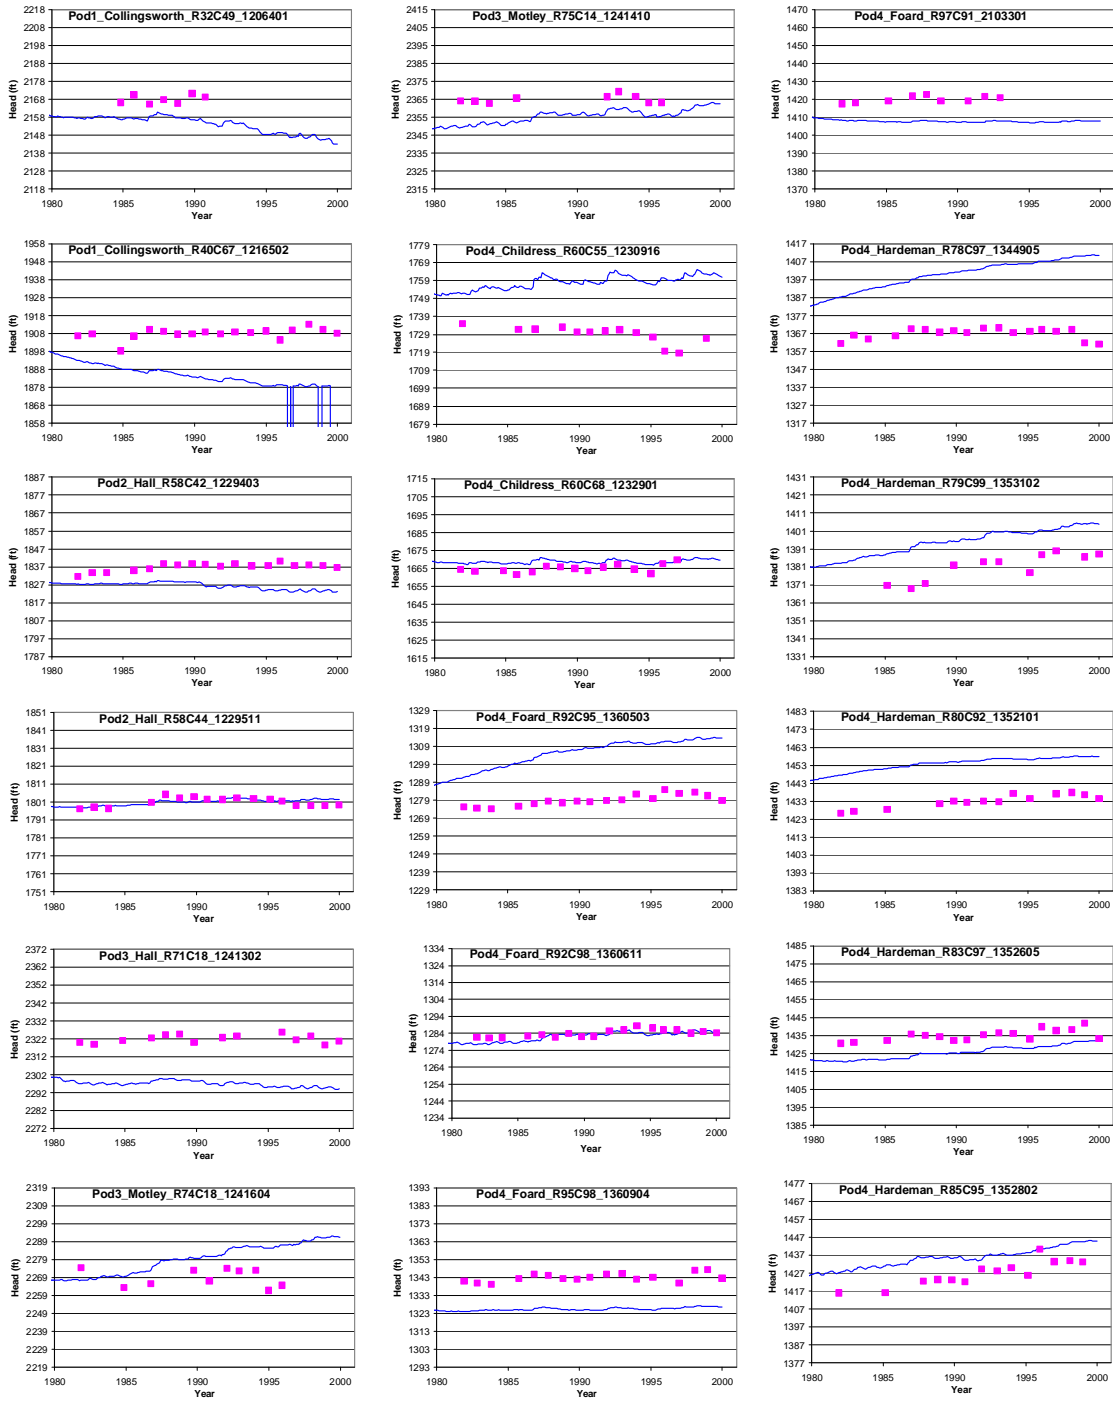 Pod1_Collingsworth_R32C49_1206401
Head (ft)
2218
2208
2198
2188
2178
2168
2158
2148
2138
2128
2118
1980 1985 1990 1995 2000
Year
Pod3_Motley_R75C14_1241410
Head (ft)
2415
2405
2395
2385
2375
2365
2355
2345
2335
2325
2315
1980 1985 1990 1995 2000
Year
Pod4_Foard_R97C91_2103301
Head (ft)
1470
1460
1450
1440
1430
1420
1410
1400
1390
1380
1370
1980 1985 1990 1995 2000
Year
Pod1_Collingsworth_R40C67_1216502
Head (ft)
1958
1948
1938
1928
1918
1908
1898
1888
1878
1868
1858
1980 1985 1990 1995 2000
Year
Pod4_Childress_R60C55_1230916
Head (ft)
1779
1769
1759
1749
1739
1729
1719
1709
1699
1689
1679
1980 1985 1990 1995 2000
Year
Pod4_Hardeman_R78C97_1344905
Head (ft)
1417
1407
1397
1387
1377
1367
1357
1347
1337
1327
1317
1980 1985 1990 1995 2000
Year
Pod2_Hall_R58C42_1229403
Head (ft)
1887
1877
1867
1857
1847
1837
1827
1817
1807
1797
1787
1980 1985 1990 1995 2000
Year
Pod4_Childress_R60C68_1232901
Head (ft)
1715
1705
1695
1685
1675
1665
1655
1645
1635
1625
1615
1980 1985 1990 1995 2000
Year
Pod4_Hardeman_R79C99_1353102
Head (ft)
1431
1421
1411
1401
1391
1381
1371
1361
1351
1341
1331
1980 1985 1990 1995 2000
Year
Pod2_Hall_R58C44_1229511
Head (ft)
1851
1841
1831
1821
1811
1801
1791
1781
1771
1761
1751
1980 1985 1990 1995 2000
Year
Pod4_Foard_R92C95_1360503
Head (ft)
1329
1319
1309
1299
1289
1279
1269
1259
1249
1239
1229
1980 1985 1990 1995 2000
Year
Pod4_Hardeman_R80C92_1352101
Head (ft)
1483
1473
1463
1453
1443
1433
1423
1413
1403
1393
1383
1980 1985 1990 1995 2000
Year
Pod3_Hall_R71C18_1241302
Head (ft)
2372
2362
2352
2342
2332
2322
2312
2302
2292
2282
2272
1980 1985 1990 1995 2000
Year
Pod4_Foard_R92C98_1360611
Head (ft)
1334
1324
1314
1304
1294
1284
1274
1264
1254
1244
1234
1980 1985 1990 1995 2000
Year
Pod4_Hardeman_R83C97_1352605
Head (ft)
1485
1475
1465
1455
1445
1435
1425
1415
1405
1395
1385
1980 1985 1990 1995 2000
Year
Pod3_Motley_R74C18_1241604
Head (ft)
2319
2309
2299
2289
2279
2269
2259
2249
2239
2229
2219
1980 1985 1990 1995 2000
Year
Pod4_Foard_R95C98_1360904
Head (ft)
1393
1383
1373
1363
1353
1343
1333
1323
1313
1303
1293
1980 1985 1990 1995 2000
Year
Pod4_Hardeman_R85C95_1352802
Head (ft)
1477
1467
1457
1447
1437
1427
1417
1407
1397
1387
1377
1980 1985 1990 1995 2000
Year